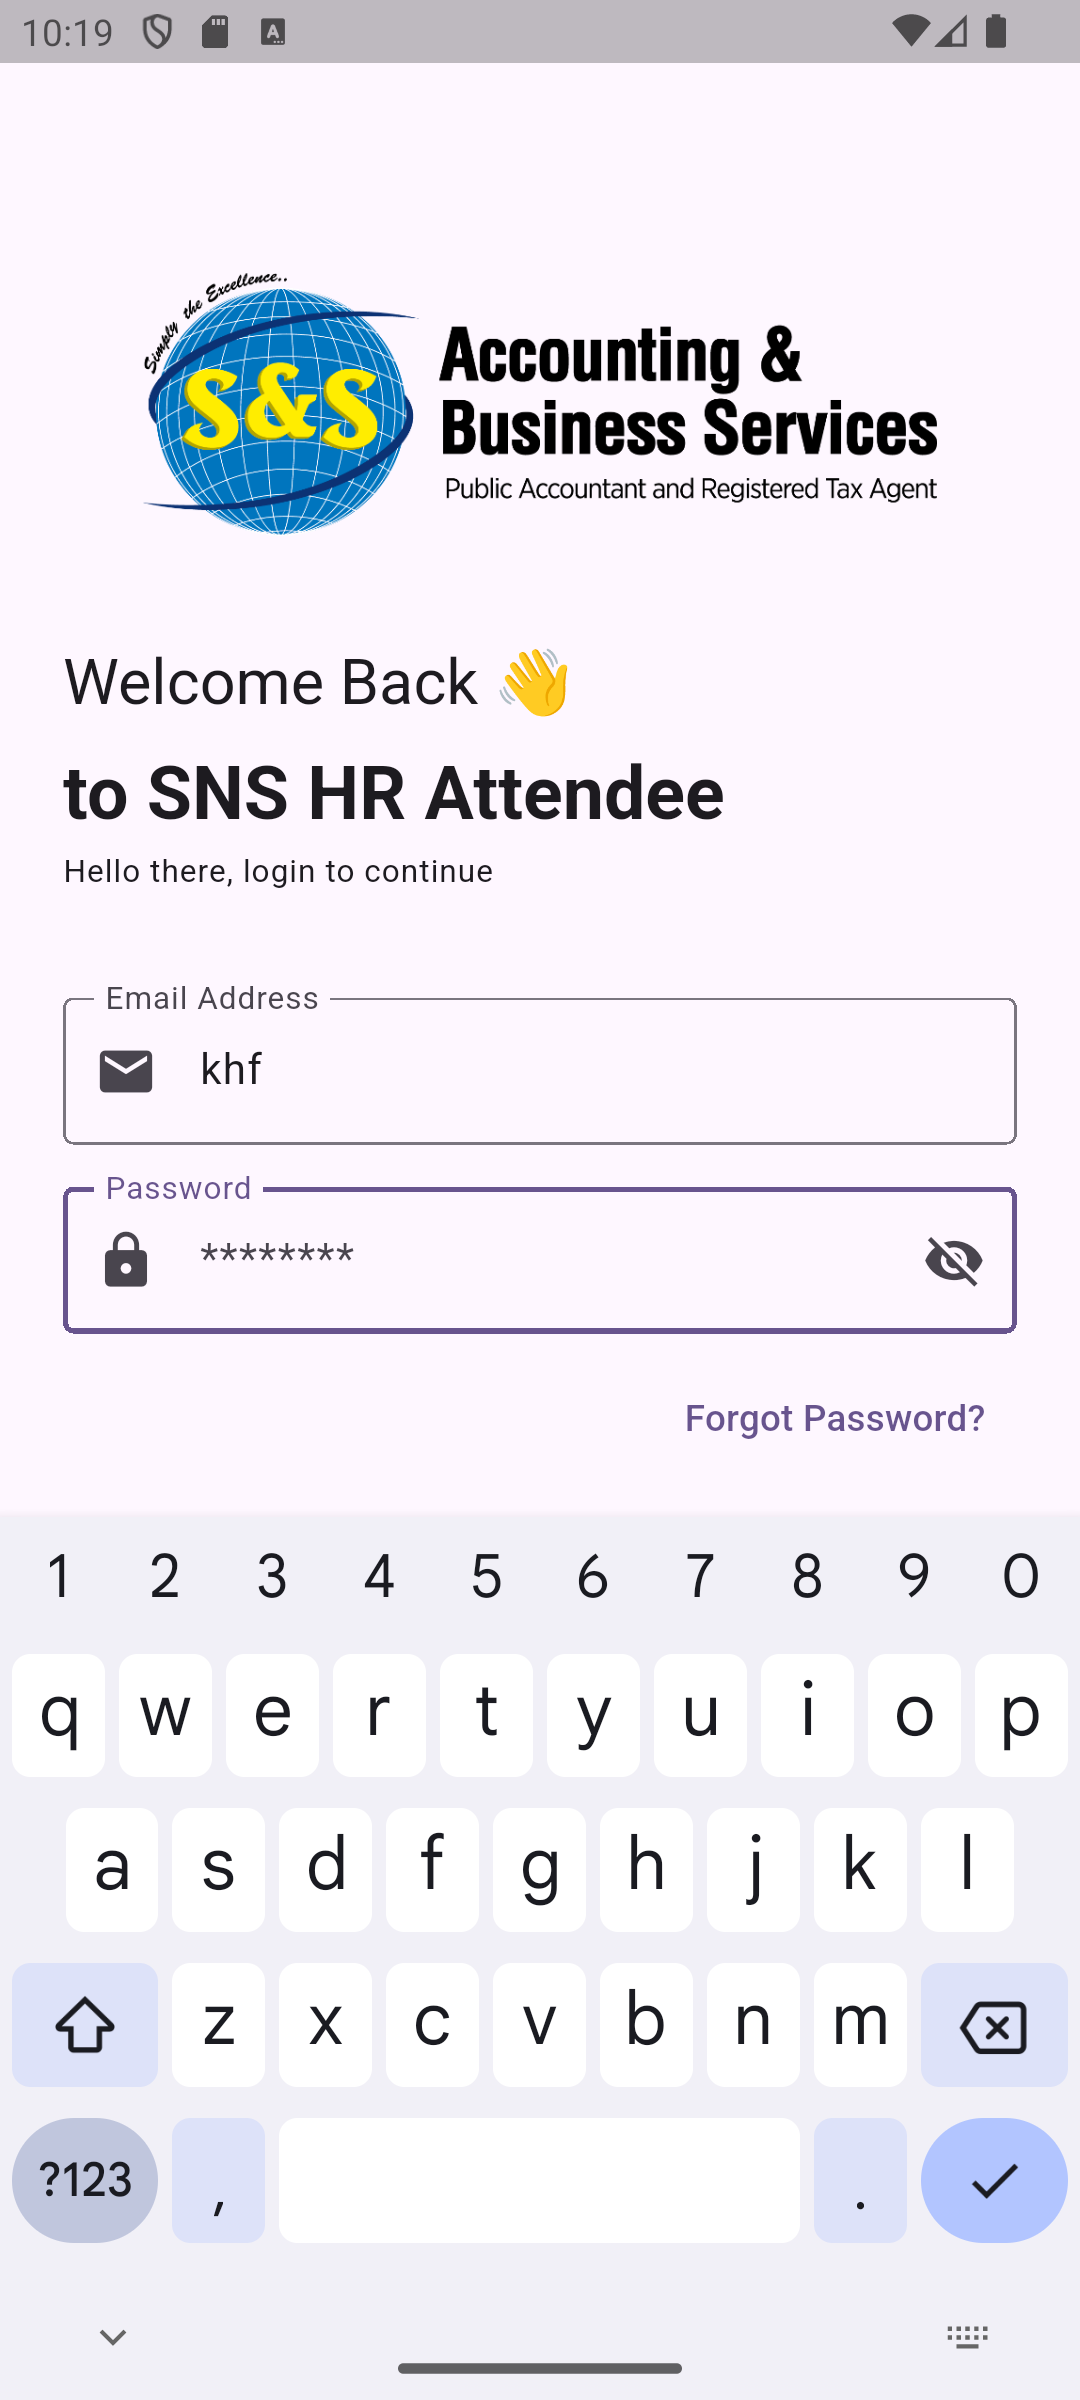 10:19
Simply the Excellence..
S&S
Accounting &
Business Services
Public Accountant and Registered Tax Agent
Welcome Back 👋
to SNS HR Attendee
Hello there, login to continue
Email Address
khf
Password
********
Forgot Password?
1 2 3 4 5 6 7 8 9 0
q w e r t y u i o p
a s d f g h j k l
z x c v b n m
?123 , .